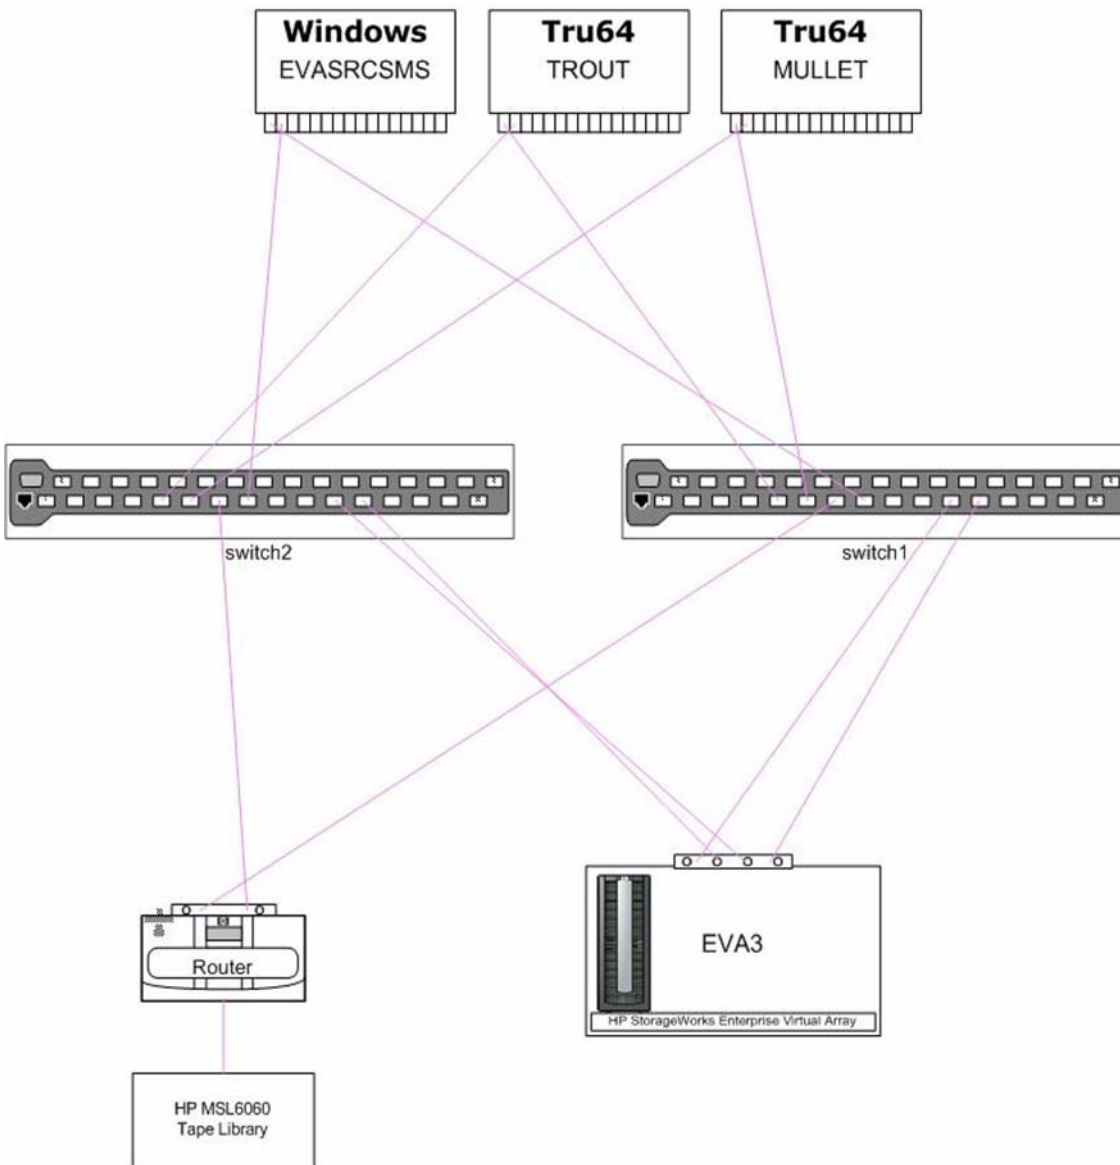 Windows
EVASRCSMS
Tru64
TROUT
Tru64
MULLET
switch2
switch1
Router
EVA3
HP StorageWorks Enterprise Virtual Array
HP MSL6060
Tape Library